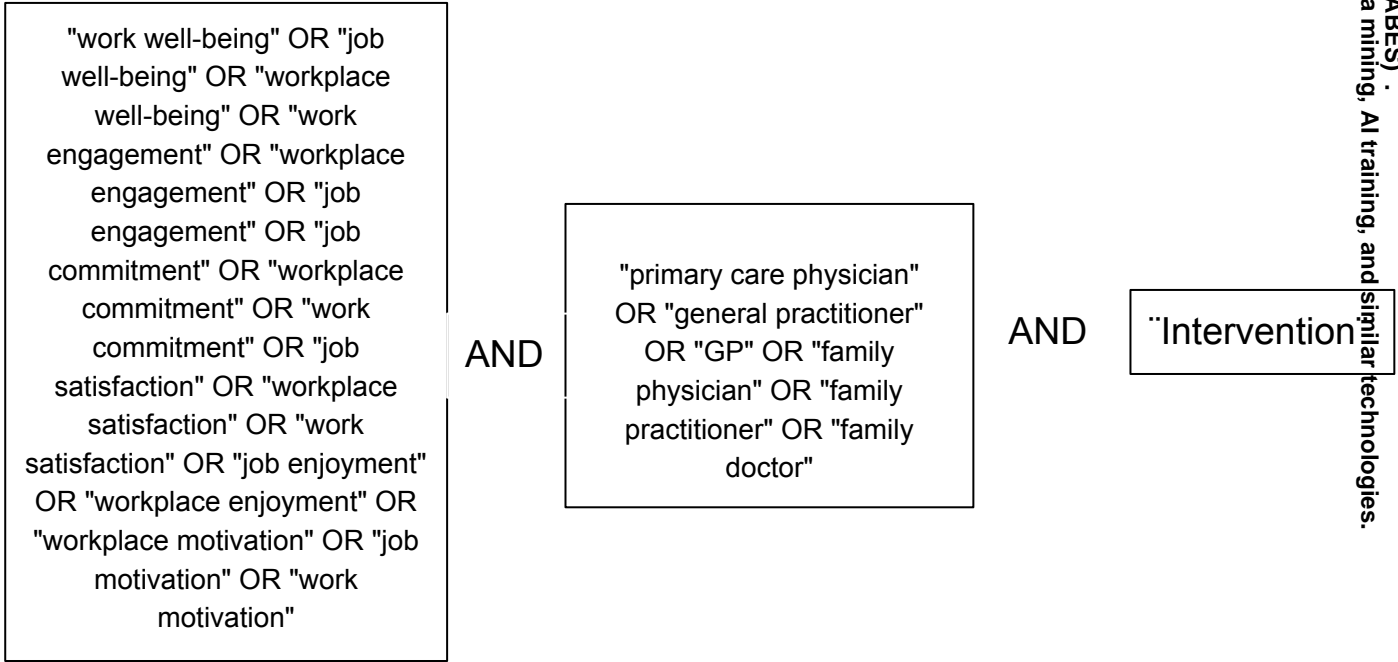 "work well-being" OR "job
well-being" OR "workplace
well-being" OR "work
engagement" OR "workplace
engagement" OR "job
engagement" OR "job
commitment" OR "workplace
commitment" OR "work
commitment" OR "job
satisfaction" OR "workplace
satisfaction" OR "work
satisfaction" OR "job enjoyment"
OR "workplace enjoyment" OR
"workplace motivation" OR "job
motivation" OR "work
motivation"
AND
"primary care physician"
OR "general practitioner"
OR "GP" OR "family
physician" OR "family
practitioner" OR "family
doctor"
AND
¨Intervention¨
ABES) .
a mining, AI training, and similar technologies.